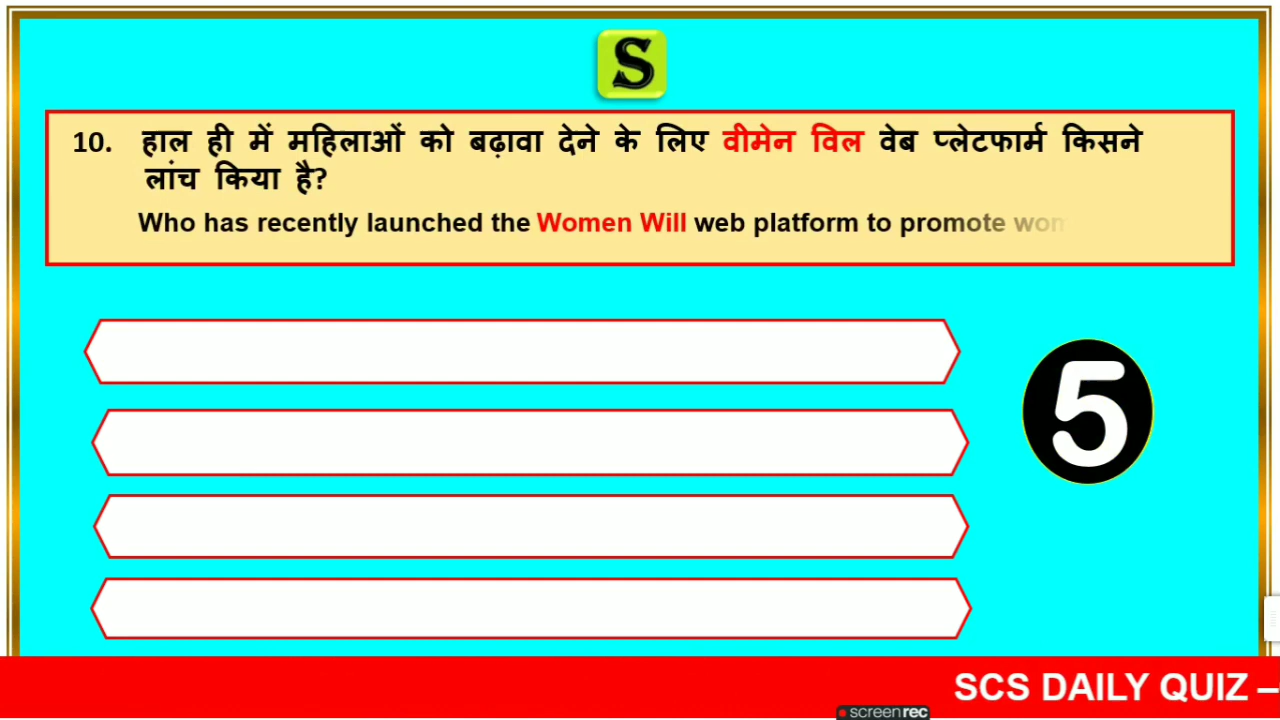 S
10. हाल ही में महिलाओं को बढ़ावा देने के लिए वीमेन विल वेब प्लेटफार्म किसने
लांच किया है?
Who has recently launched the Women Will web platform to promote wom
5
SCS DAILY QUIZ –
screenrec